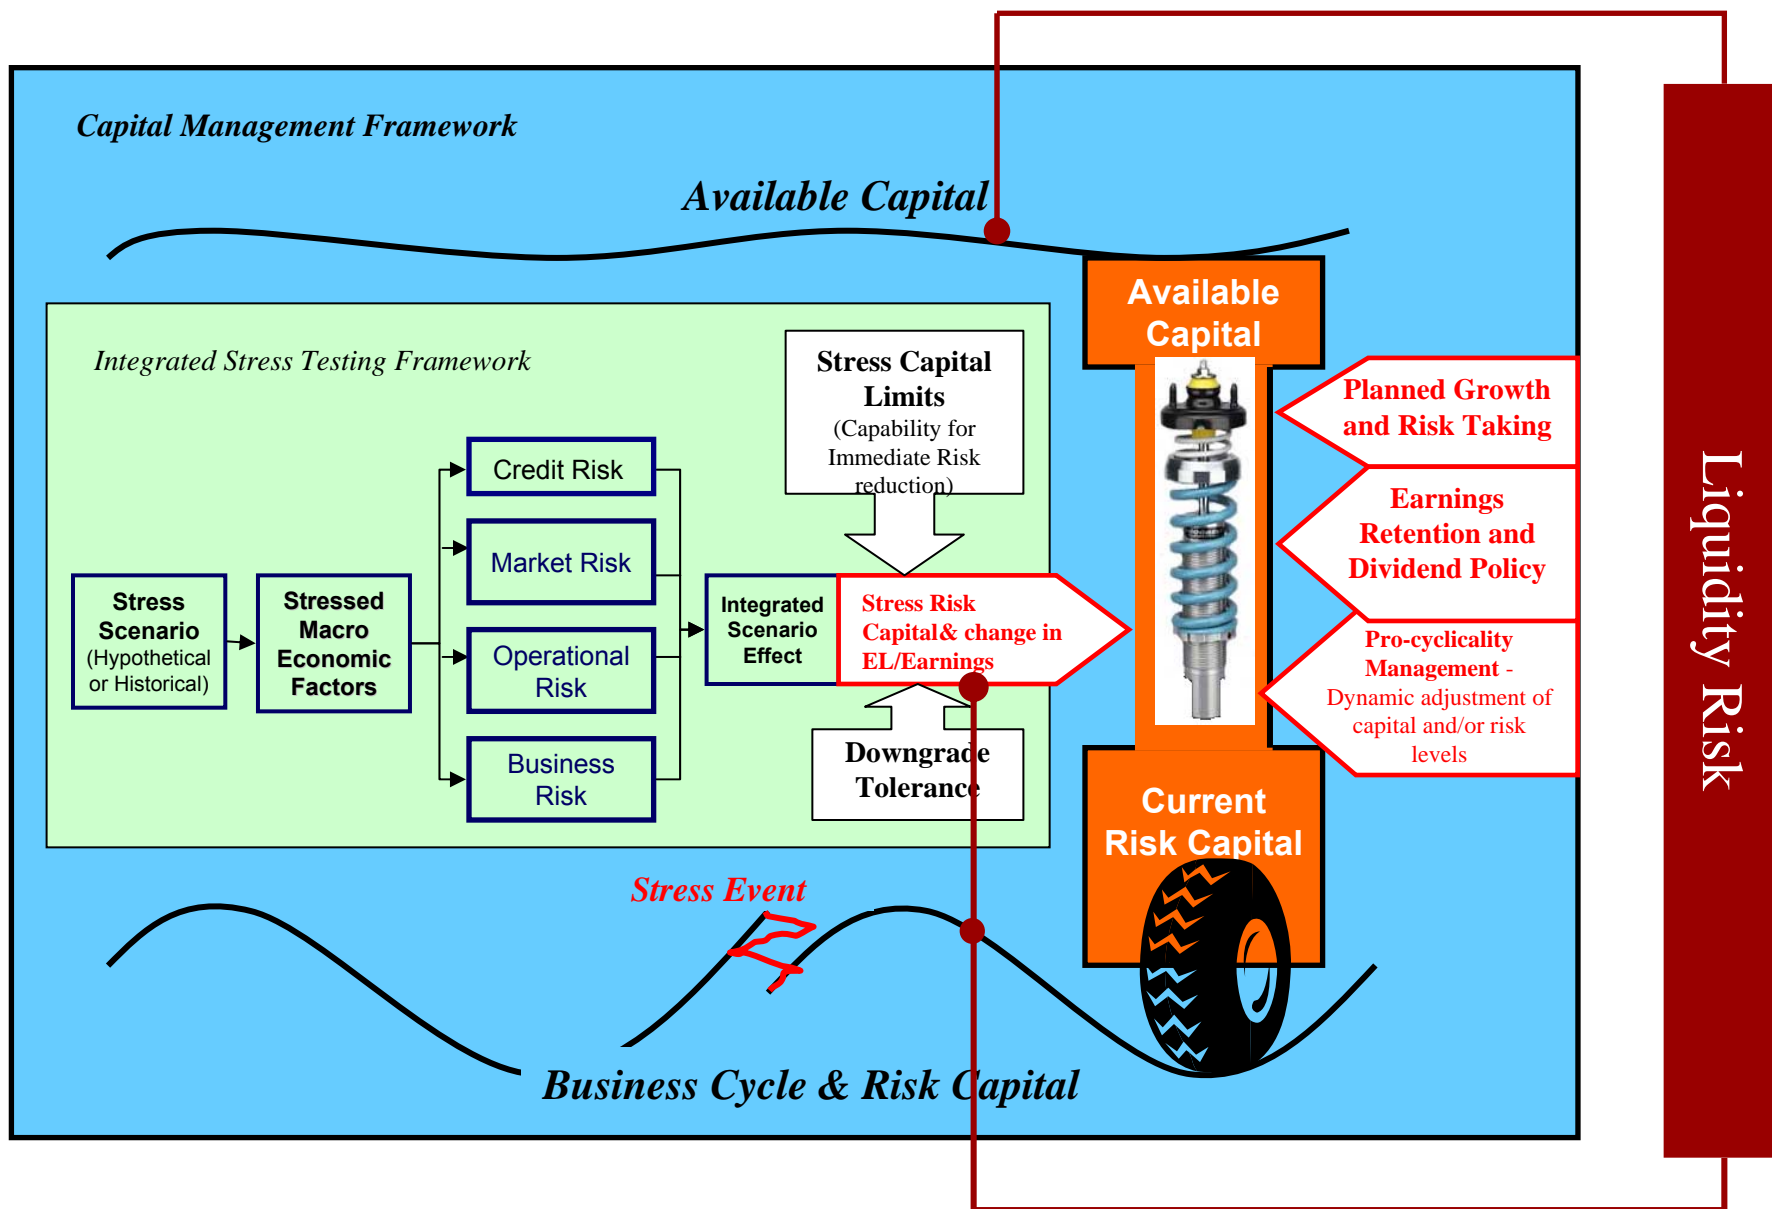 Capital Management Framework
Available Capital
Available
Capital
Integrated Stress Testing Framework
Stress Capital
Limits
(Capability for
Immediate Risk
reduction)
Planned Growth
and Risk Taking
Credit Risk
Market Risk
Operational
Risk
Business
Risk
Stress
Scenario
(Hypothetical
or Historical)
Stressed
Macro
Economic
Factors
Integrated
Scenario
Effect
Stress Risk
Capital& change in
EL/Earnings
Earnings
Retention and
Dividend Policy
Pro-cyclicality
Management -
Dynamic adjustment of
capital and/or risk
levels
Downgrade
Tolerance
Current
Risk Capital
Stress Event
Business Cycle & Risk Capital
Liquidity Risk